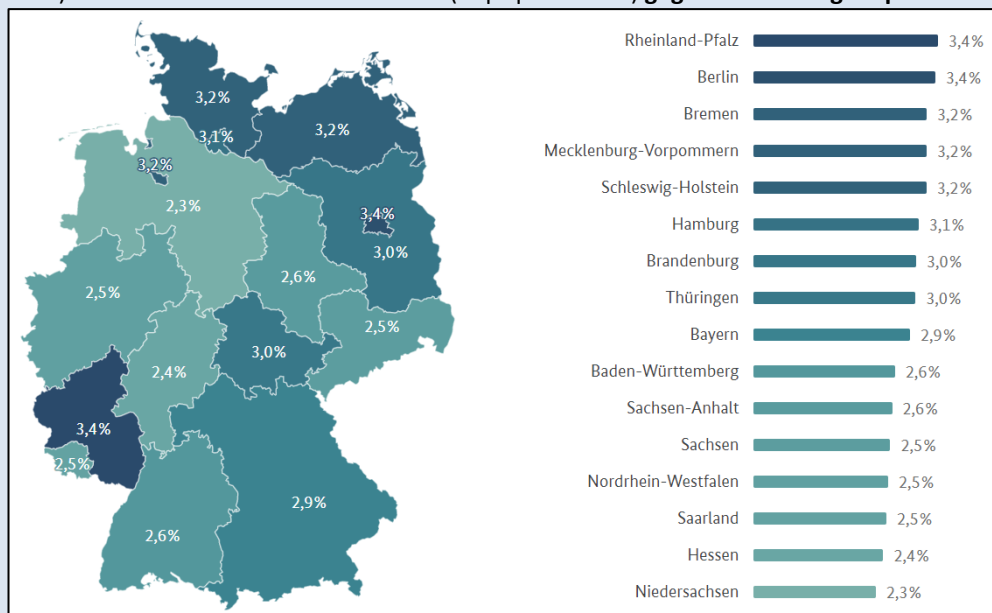 3,2%
3,1%
3,2%
3,2%
2,3%
3,4%
3,0%
2,6%
2,5%
2,5%
3,0%
2,4%
3,4%
2,5%
2,9%
2,6%
Rheinland-Pfalz 3,4%
Berlin 3,4%
Bremen 3,2%
Mecklenburg-Vorpommern 3,2%
Schleswig-Holstein 3,2%
Hamburg 3,1%
Brandenburg 3,0%
Thüringen 3,0%
Bayern 2,9%
Baden-Württemberg 2,6%
Sachsen-Anhalt 2,6%
Sachsen 2,5%
Nordrhein-Westfalen 2,5%
Saarland 2,5%
Hessen 2,4%
Niedersachsen 2,3%